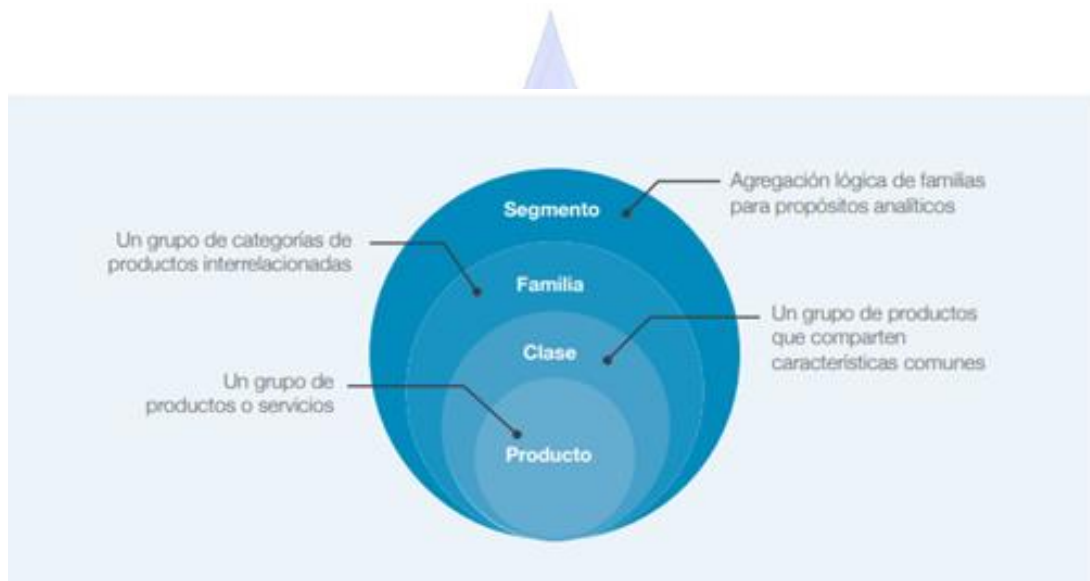 Segmento
Agregación lógica de familias
para propósitos analíticos
Un grupo de categorías de
productos interrelacionadas
Familia
Un grupo de productos
que comparten
características comunes
Clase
Un grupo de
productos o servicios
Producto